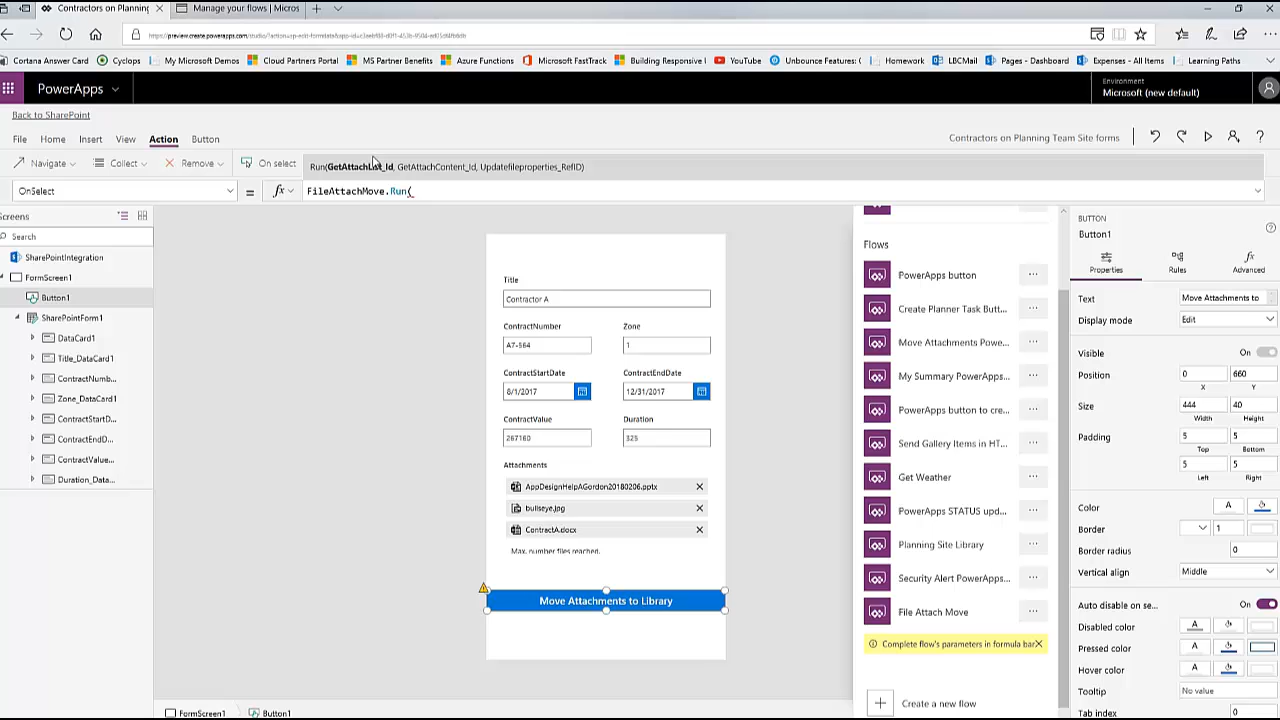 Contractors on Planning
Manage your flows | Micros
Cortana Answer Card
Cyclops
My Microsoft Demos
Cloud Partners Portal
MS Partner Benefits
Azure Functions
Microsoft FastTrack
Building Responsive I
YouTube
Unbounce Features: (
Homework
LBCMail
Pages - Dashboard
Expenses - All Items
Learning Paths
PowerApps
Environment
Microsoft (new default)
Back to SharePoint
File
Home
Insert
View
Action
Button
Contractors on Planning Team Site forms
Navigate
Collect
Remove
On select
Run(GetAttachList_Id, GetAttachContent_Id, Updatefileproperties_RefID)
OnSelect
=
fx
FileAttachMove.Run(
Screens
Search
SharePointIntegration
FormScreen1
Button1
SharePointForm1
DataCard1
Title_DataCard1
ContractNumb...
Zone_DataCard1
ContractStartD...
ContractEndD...
ContractValue...
Duration_Data...
Title
Contractor A
ContractNumber
Zone
A7-564
1
ContractStartDate
ContractEndDate
8/1/2017
12/31/2017
ContractValue
Duration
267160
325
Attachments
AppDesignHelpAGordon20180206.pptx
bullseye.jpg
ContractA.docx
Max. number files reached.
Move Attachments to Library
Flows
PowerApps button
Create Planner Task Butt...
Move Attachments Powe...
My Summary PowerApps...
PowerApps button to cre...
Send Gallery Items in HT...
Get Weather
PowerApps STATUS upd...
Planning Site Library
Security Alert PowerApps...
File Attach Move
Complete flow's parameters in formula bar
Create a new flow
BUTTON
Button1
Properties
Rules
Advanced
Text
Move Attachments to
Display mode
Edit
Visible
On
Position
0
660
X
Y
Size
444
40
Width
Height
Padding
5
5
Top
Bottom
5
5
Left
Right
Color
Border
1
Border radius
0
Vertical align
Middle
Auto disable on se...
On
Disabled color
Pressed color
Hover color
Tooltip
No value
Tab index
0
FormScreen1
Button1